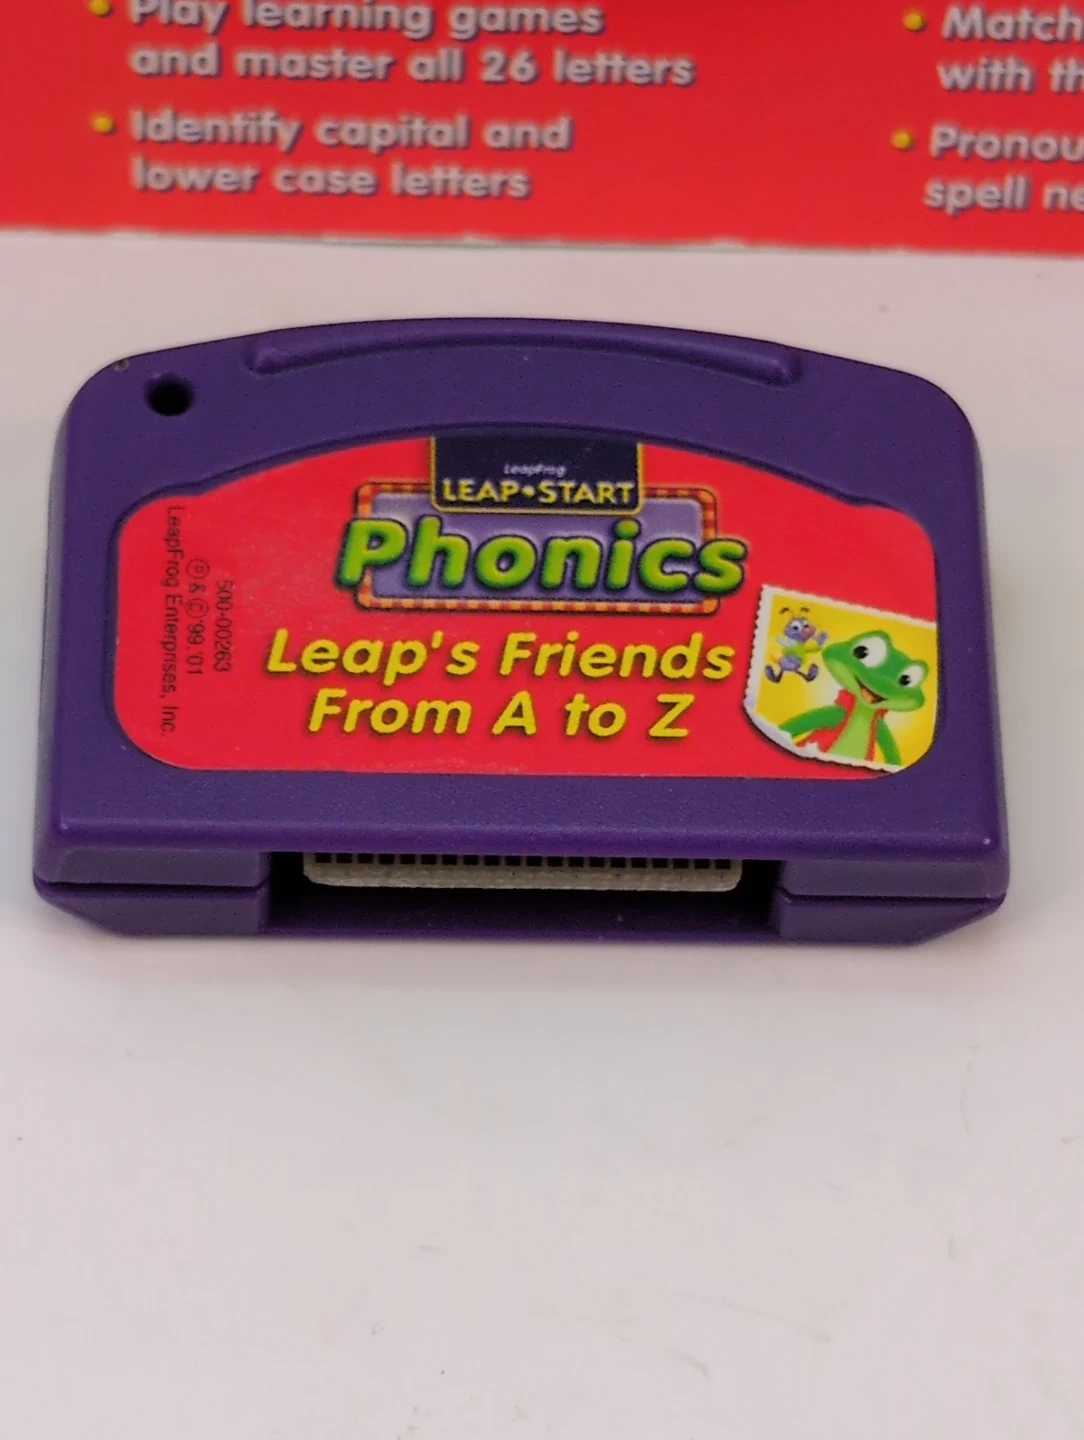 Play learning games
and master all 26 letters
Identify capital and
lower case letters
Match
with th
Pronou
spell ne
LeapFrog
LEAP•START
Phonics
Leap's Friends
From A to Z
500-00263
Ⓟ & © '99, '01
LeapFrog Enterprises, Inc.